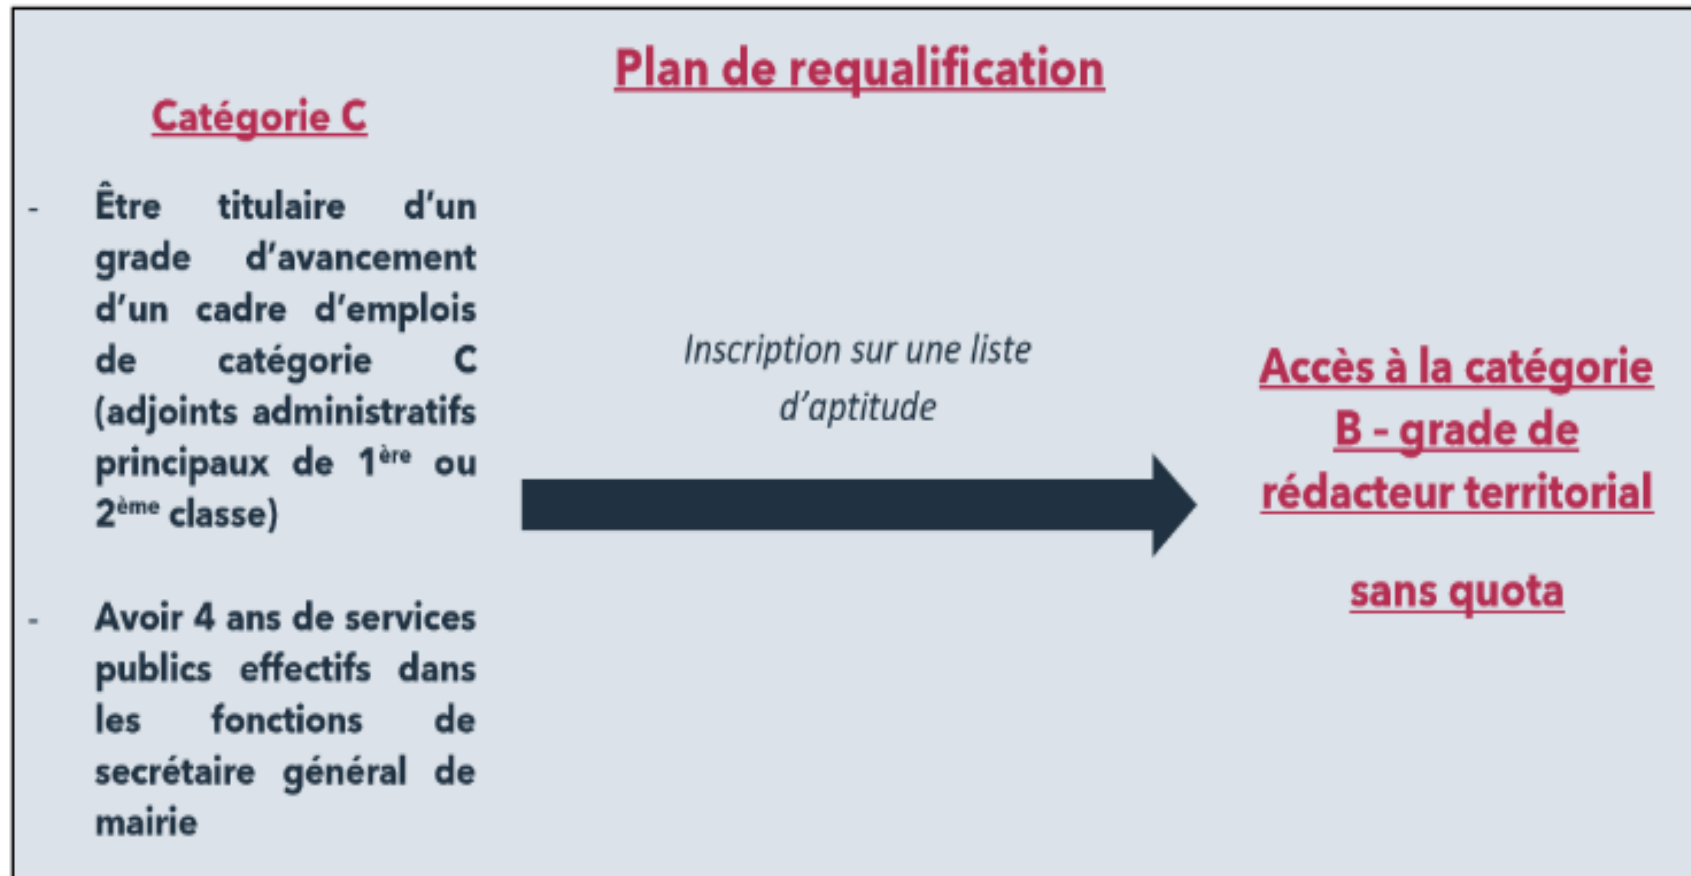 Plan de requalification
Catégorie C
- Être titulaire d’un
grade d’avancement
d’un cadre d’emplois
de catégorie C
(adjoints administratifs
principaux de 1ère ou
2ème classe)
- Avoir 4 ans de services
publics effectifs dans
les fonctions de
secrétaire général de
mairie
Inscription sur une liste
d’aptitude
Accès à la catégorie
B - grade de
rédacteur territorial
sans quota